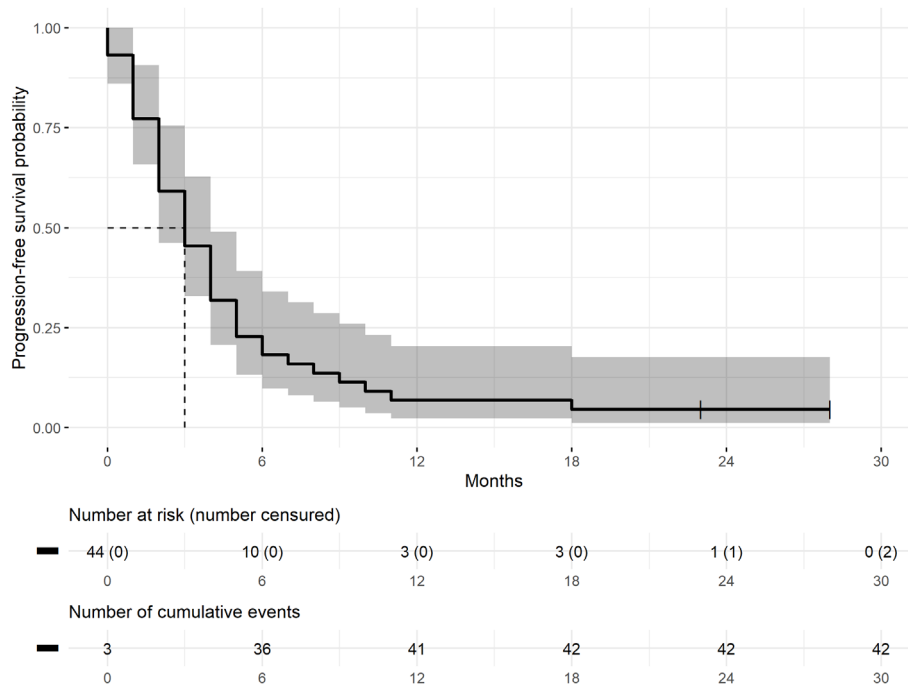 Progression-free survival probability
1.00
0.75
0.50
0.25
0.00
0 6 12 18 24 30
Months
Number at risk (number censured)
44 (0) 10 (0) 3 (0) 3 (0) 1 (1) 0 (2)
0 6 12 18 24 30
Number of cumulative events
3 36 41 42 42 42
0 6 12 18 24 30